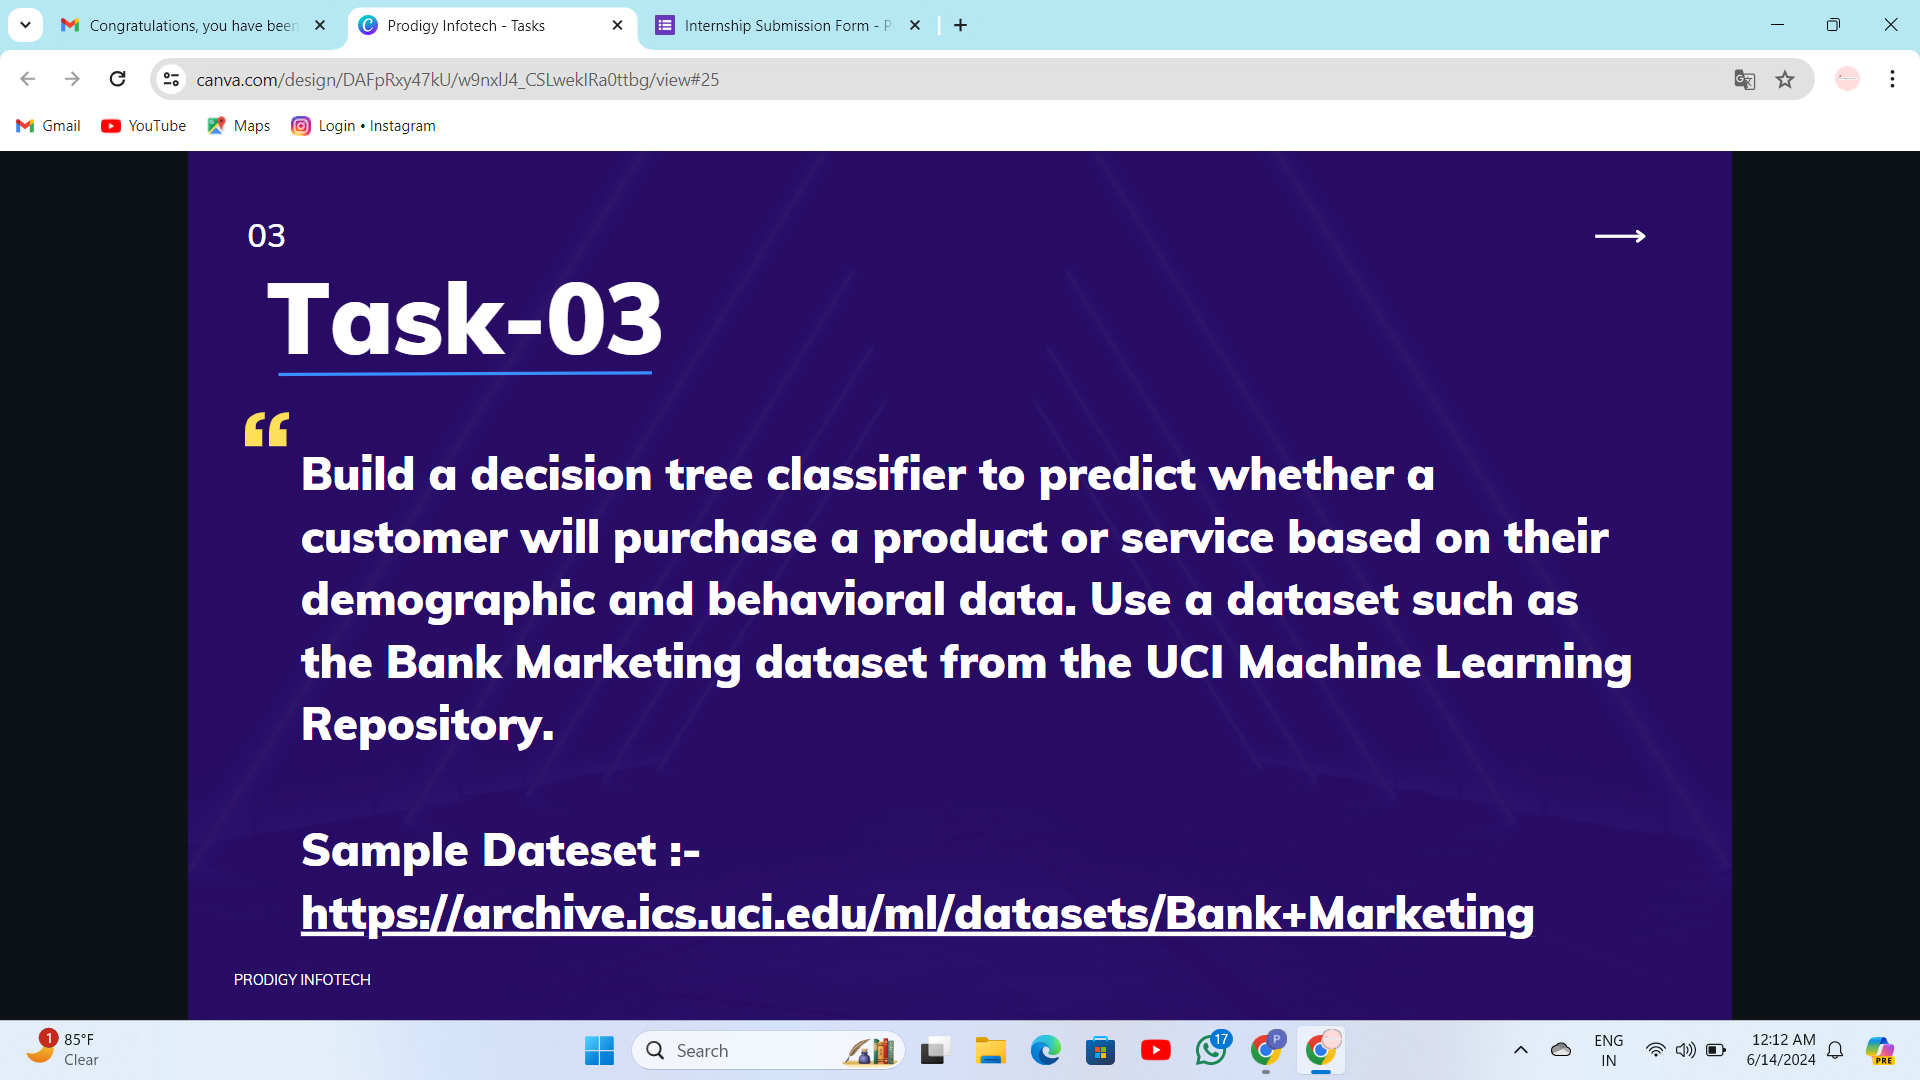 Congratulations, you have been
Prodigy Infotech - Tasks
Internship Submission Form - P
canva.com/design/DAFpRxy47kU/w9nxlJ4_CSLwekIRa0ttbg/view#25
Gmail
YouTube
Maps
Login • Instagram
03
Task-03
“
Build a decision tree classifier to predict whether a
customer will purchase a product or service based on their
demographic and behavioral data. Use a dataset such as
the Bank Marketing dataset from the UCI Machine Learning
Repository.
Sample Dateset :-
https://archive.ics.uci.edu/ml/datasets/Bank+Marketing
PRODIGY INFOTECH
1
85°F
Clear
Search
17
P
ENG
IN
12:12 AM
6/14/2024
PRE